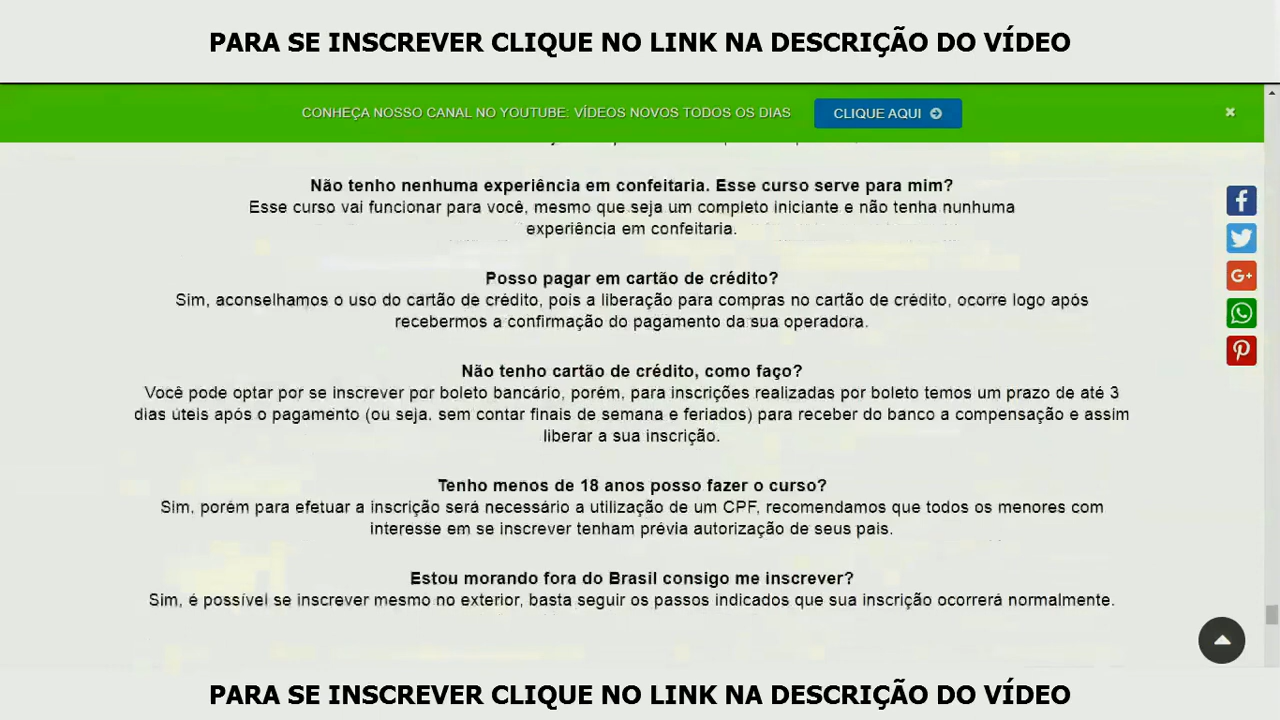 PARA SE INSCREVER CLIQUE NO LINK NA DESCRIÇÃO DO VÍDEO
CONHEÇA NOSSO CANAL NO YOUTUBE: VÍDEOS NOVOS TODOS OS DIAS
CLIQUE AQUI
Não tenho nenhuma experiência em confeitaria. Esse curso serve para mim?
Esse curso vai funcionar para você, mesmo que seja um completo iniciante e não tenha nunhuma
experiência em confeitaria.
Posso pagar em cartão de crédito?
Sim, aconselhamos o uso do cartão de crédito, pois a liberação para compras no cartão de crédito, ocorre logo após
recebermos a confirmação do pagamento da sua operadora.
Não tenho cartão de crédito, como faço?
Você pode optar por se inscrever por boleto bancário, porém, para inscrições realizadas por boleto temos um prazo de até 3
dias úteis após o pagamento (ou seja, sem contar finais de semana e feriados) para receber do banco a compensação e assim
liberar a sua inscrição.
Tenho menos de 18 anos posso fazer o curso?
Sim, porém para efetuar a inscrição será necessário a utilização de um CPF, recomendamos que todos os menores com
interesse em se inscrever tenham prévia autorização de seus pais.
Estou morando fora do Brasil consigo me inscrever?
Sim, é possível se inscrever mesmo no exterior, basta seguir os passos indicados que sua inscrição ocorrerá normalmente.
PARA SE INSCREVER CLIQUE NO LINK NA DESCRIÇÃO DO VÍDEO